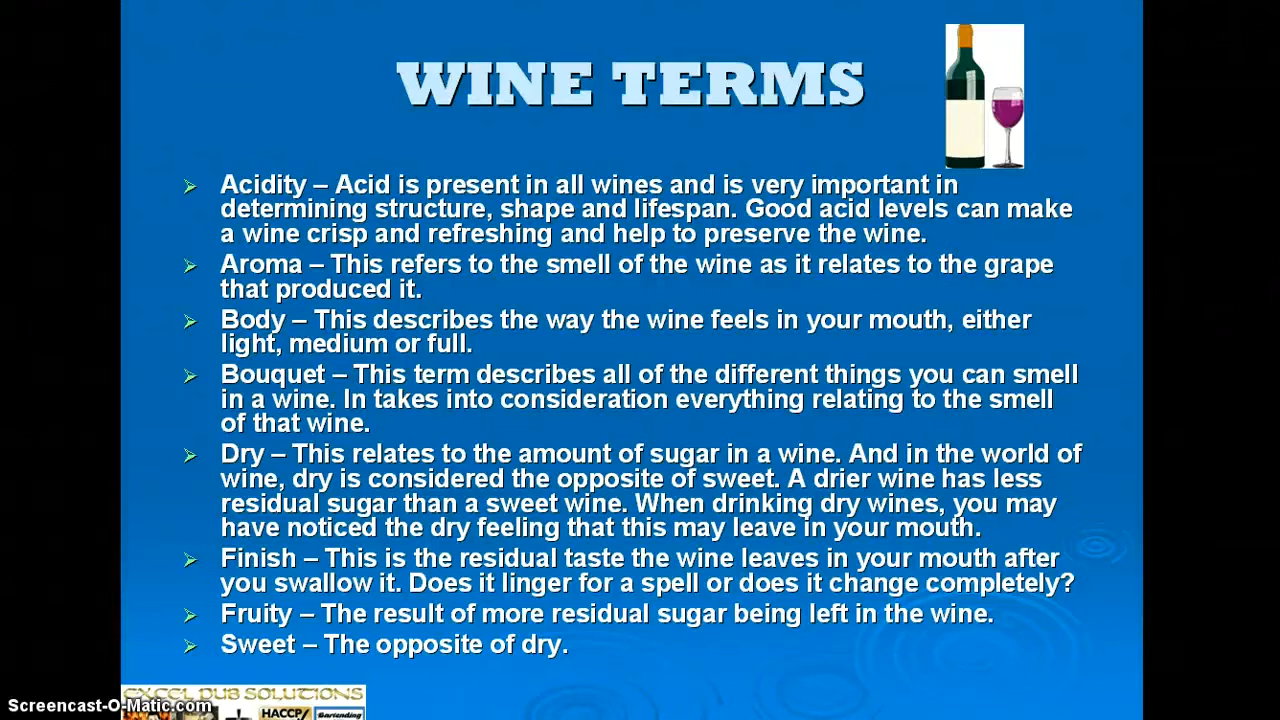 WINE TERMS
Acidity – Acid is present in all wines and is very important in
determining structure, shape and lifespan. Good acid levels can make
a wine crisp and refreshing and help to preserve the wine.
Aroma – This refers to the smell of the wine as it relates to the grape
that produced it.
Body – This describes the way the wine feels in your mouth, either
light, medium or full.
Bouquet – This term describes all of the different things you can smell
in a wine. In takes into consideration everything relating to the smell
of that wine.
Dry – This relates to the amount of sugar in a wine. And in the world of
wine, dry is considered the opposite of sweet. A drier wine has less
residual sugar than a sweet wine. When drinking dry wines, you may
have noticed the dry feeling that this may leave in your mouth.
Finish – This is the residual taste the wine leaves in your mouth after
you swallow it. Does it linger for a spell or does it change completely?
Fruity – The result of more residual sugar being left in the wine.
Sweet – The opposite of dry.
EXCEL PUB SOLUTIONS
Screencast-O-Matic.com
HACCP/
Bartending